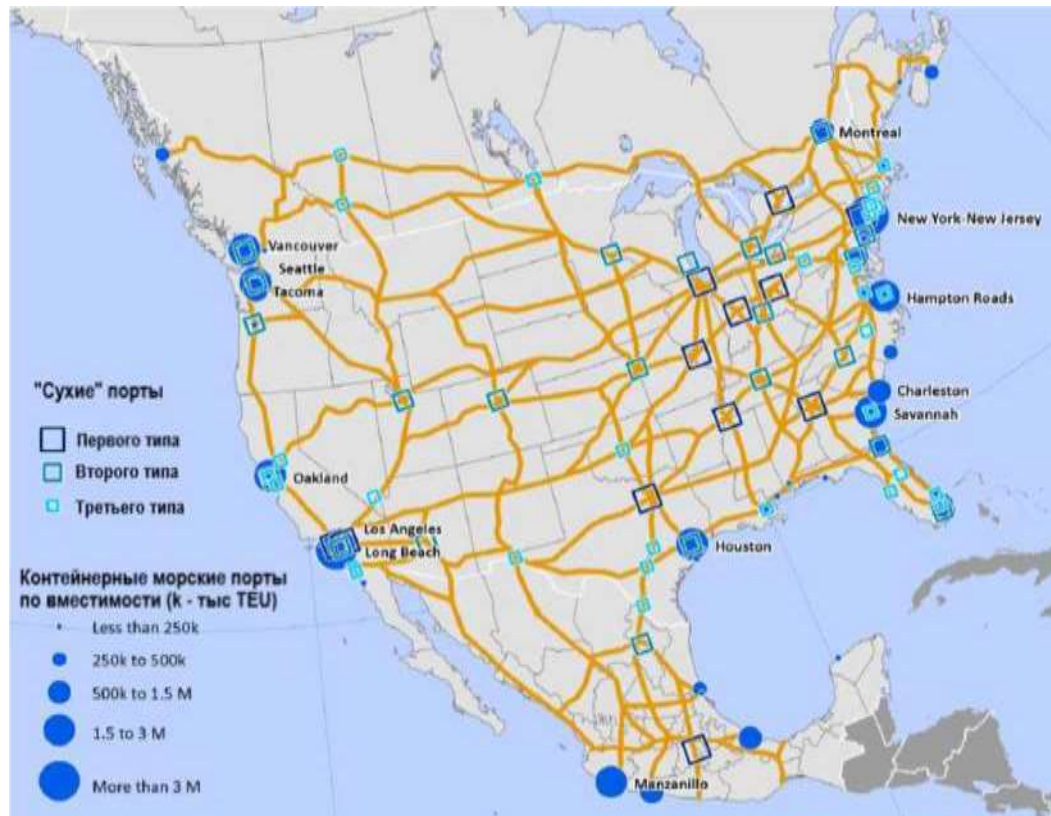 Montreal
New York-New Jersey
Vancouver
Seattle
Tacoma
Hampton Roads
"Сухие" порты
Первого типа
Второго типа
Третьего типа
Charleston
Savannah
Oakland
Los Angeles
Long Beach
Houston
Контейнерные морские порты
по вместимости (k - тыс TEU)
Less than 250k
250k to 500k
500k to 1.5 M
1.5 to 3 M
More than 3 M
Manzanillo